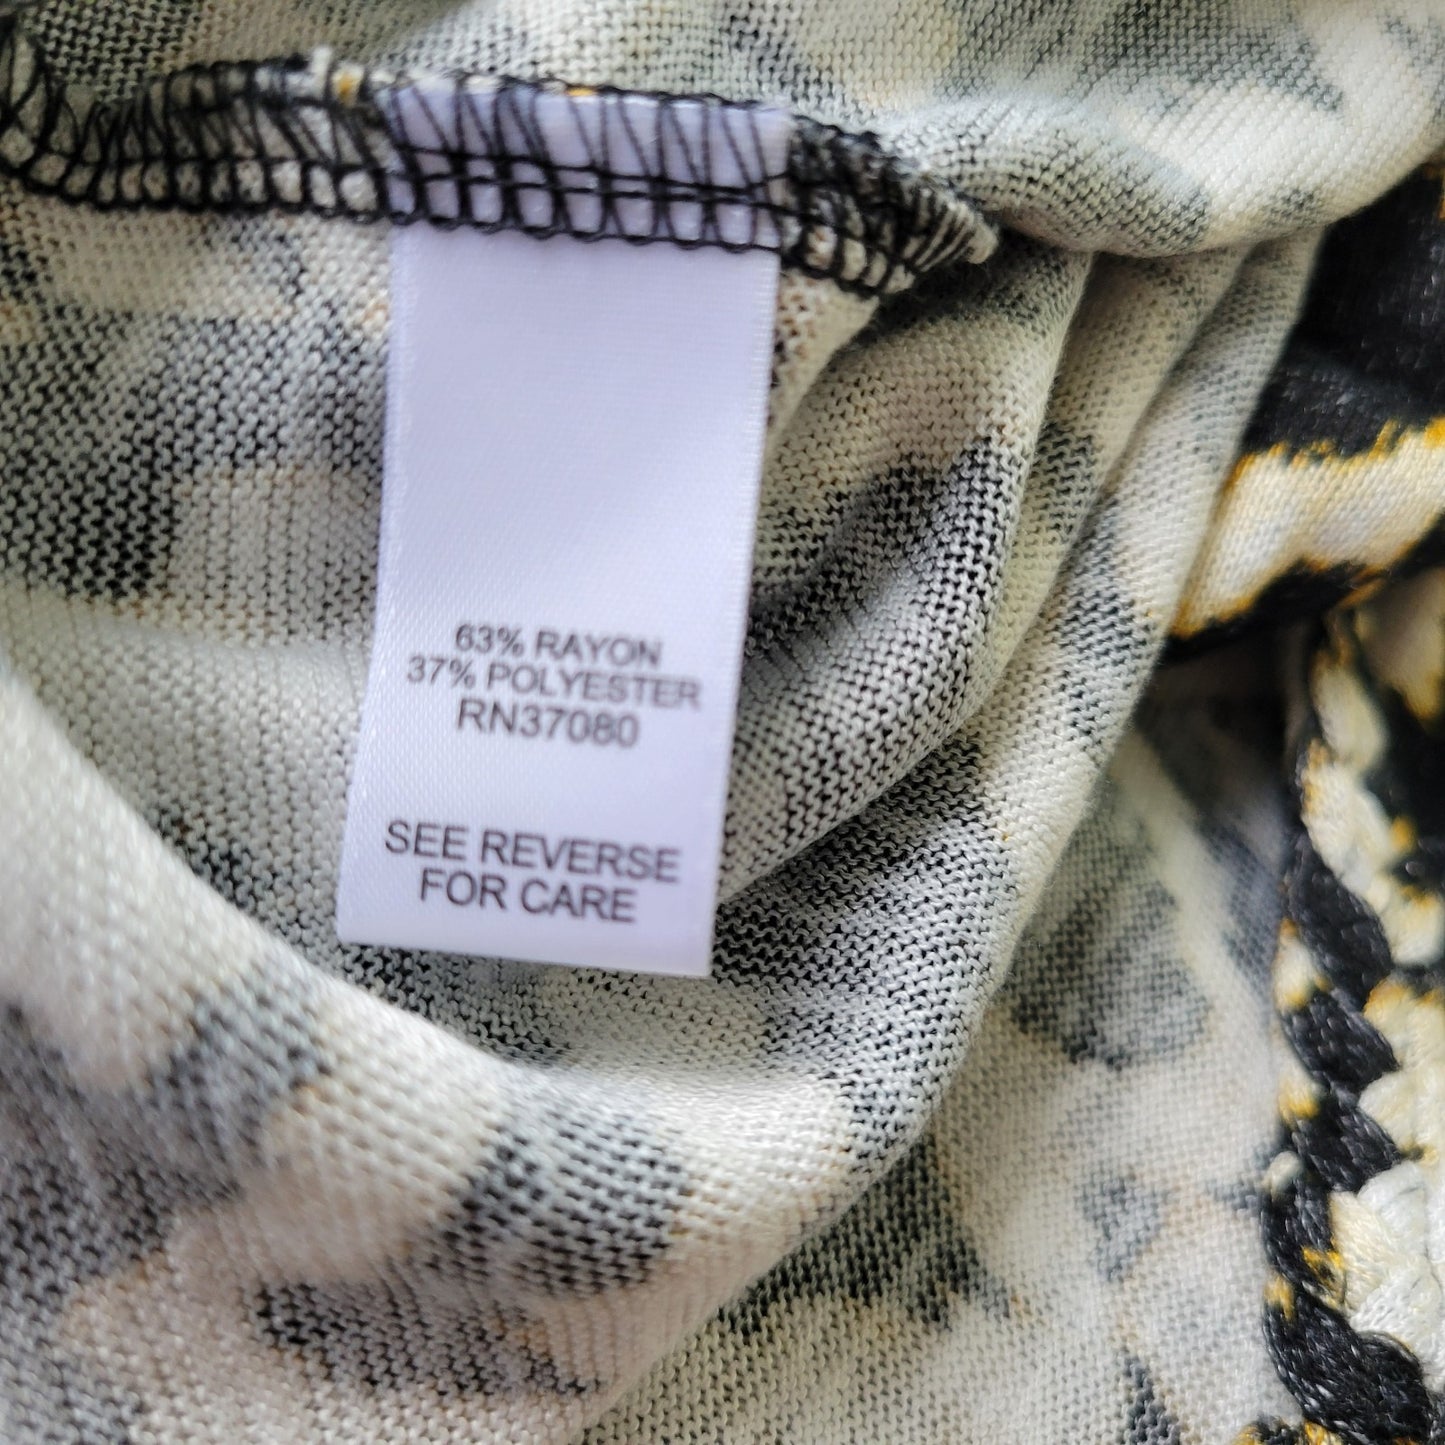 63% RAYON
37% POLYESTER
RN37080
SEE REVERSE
FOR CARE